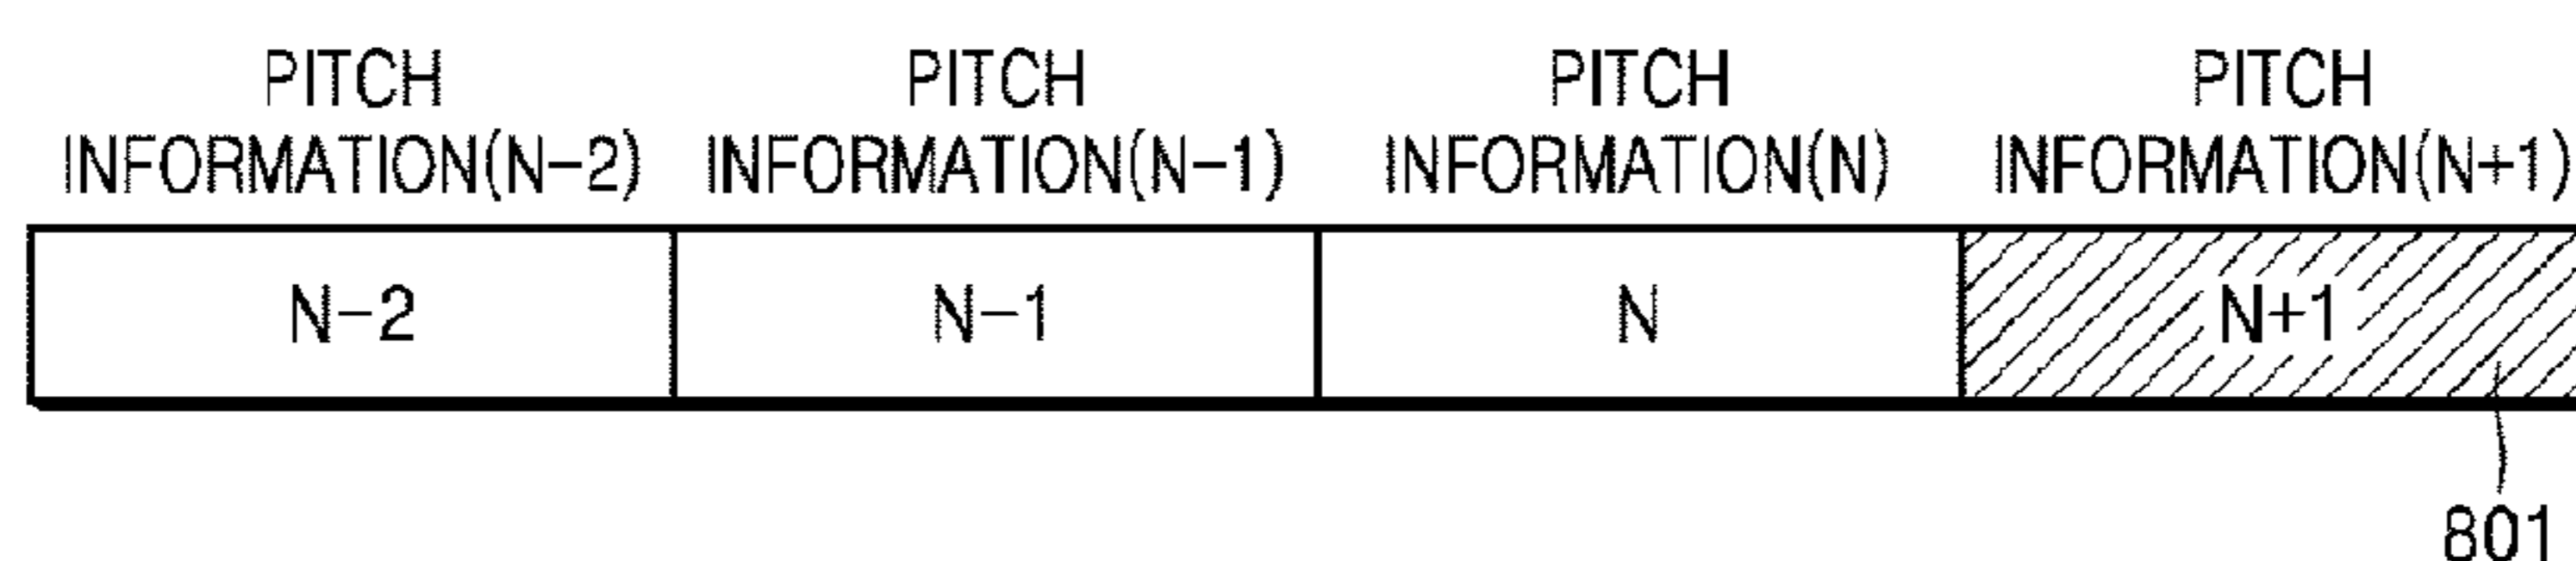 PITCH PITCH PITCH PITCH
INFORMATION(N-2) INFORMATION(N-1) INFORMATION(N) INFORMATION(N+1)
N-2 N-1 N N+1
801